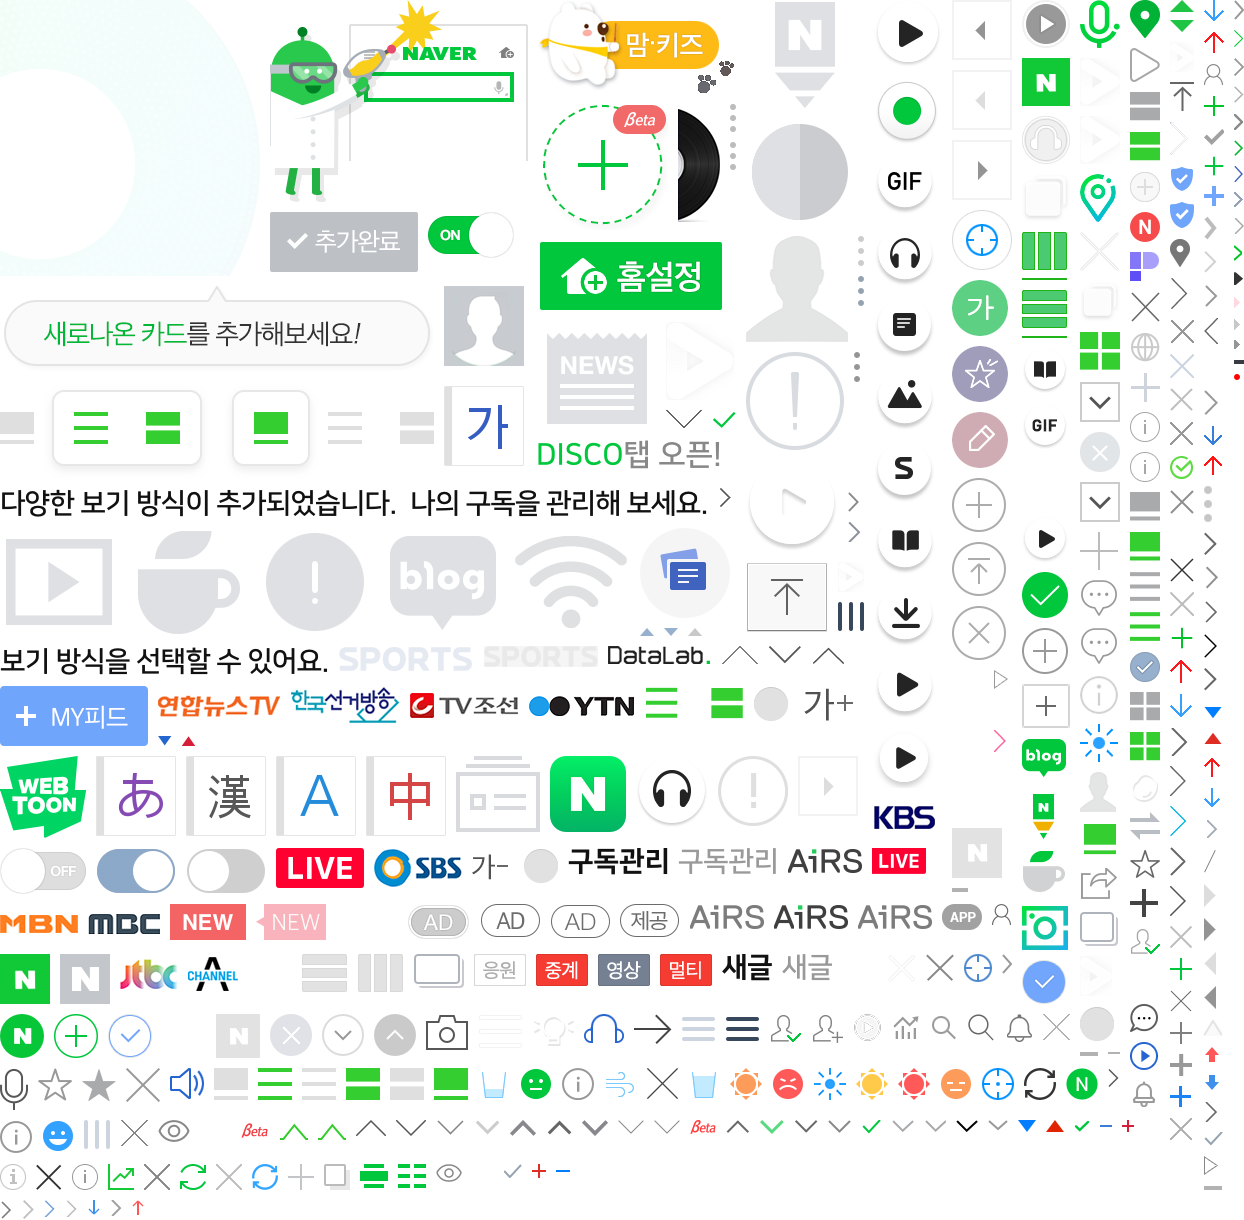 NAVER
맘·키즈
Beta
추가완료
ON
GIF
홈설정
새로나온 카드를 추가해보세요!
NEWS
가
가
GIF
DISCO탭 오픈!
S
다양한 보기 방식이 추가되었습니다.
나의 구독을 관리해 보세요.
blog
보기 방식을 선택할 수 있어요.
SPORTS
SPORTS
DataLab.
MY피드
연합뉴스TV
한국선거방송
TV조선
YTN
가+
blog
WEB TOON
あ
漢
A
中
N
KBS
OFF
LIVE
SBS
가-
구독관리
구독관리
AiRS
LIVE
MBN
MBC
NEW
NEW
AD
AD
AD
제공
AiRS
AiRS
AiRS
APP
N
N
jtbc
CHANNEL A
응원
중계
영상
멀티
새글
새글
N
N
N
Beta
Beta